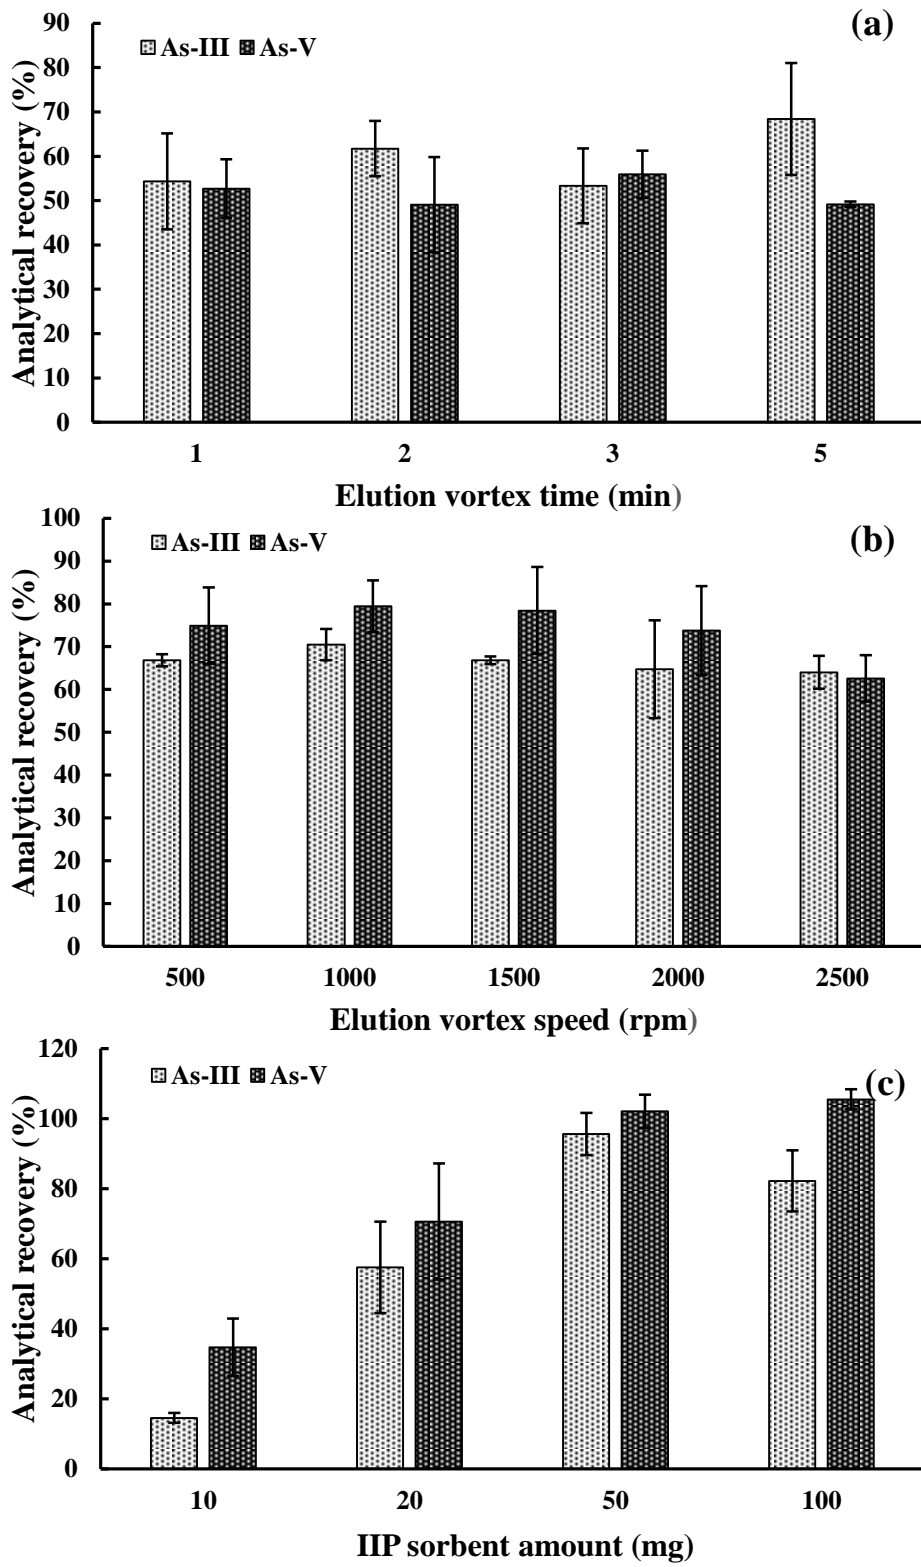 (a)
As-III As-V
Analytical recovery (%)
90
80
70
60
50
40
30
20
10
0
1 2 3 5
Elution vortex time (min)
(b)
As-III As-V
Analytical recovery (%)
100
90
80
70
60
50
40
30
20
10
0
500 1000 1500 2000 2500
Elution vortex speed (rpm)
(c)
As-III As-V
Analytical recovery (%)
120
100
80
60
40
20
0
10 20 50 100
IIP sorbent amount (mg)